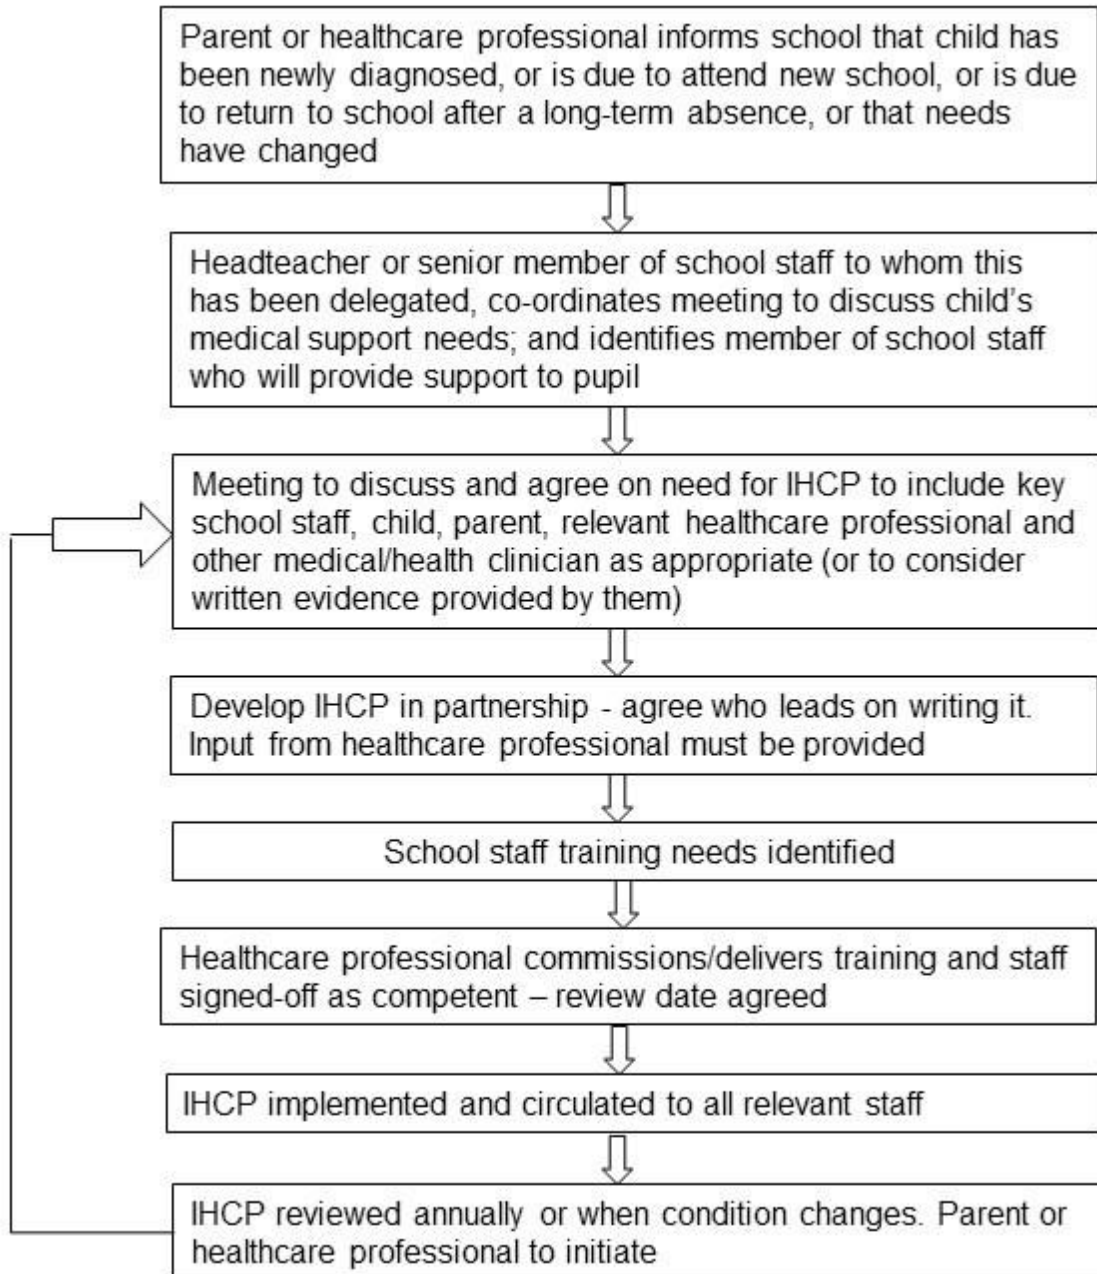 Parent or healthcare professional informs school that child has
been newly diagnosed, or is due to attend new school, or is due
to return to school after a long-term absence, or that needs
have changed
Headteacher or senior member of school staff to whom this
has been delegated, co-ordinates meeting to discuss child's
medical support needs; and identifies member of school staff
who will provide support to pupil
Meeting to discuss and agree on need for IHCP to include key
school staff, child, parent, relevant healthcare professional and
other medical/health clinician as appropriate (or to consider
written evidence provided by them)
Develop IHCP in partnership - agree who leads on writing it.
Input from healthcare professional must be provided
School staff training needs identified
Healthcare professional commissions/delivers training and staff
signed-off as competent – review date agreed
IHCP implemented and circulated to all relevant staff
IHCP reviewed annually or when condition changes. Parent or
healthcare professional to initiate